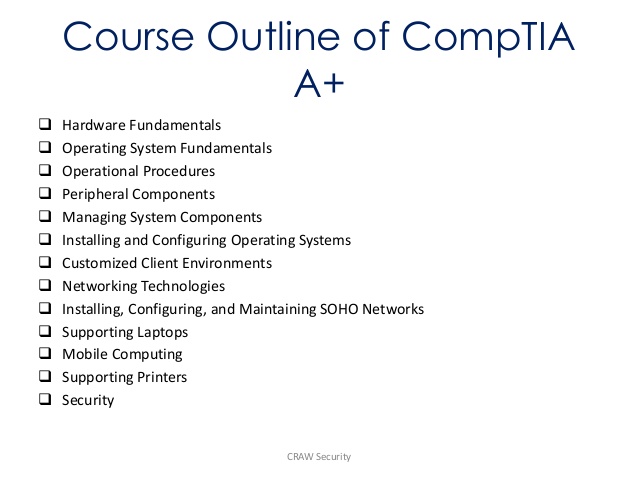 Course Outline of CompTIA
A+
Hardware Fundamentals
Operating System Fundamentals
Operational Procedures
Peripheral Components
Managing System Components
Installing and Configuring Operating Systems
Customized Client Environments
Networking Technologies
Installing, Configuring, and Maintaining SOHO Networks
Supporting Laptops
Mobile Computing
Supporting Printers
Security
CRAW Security